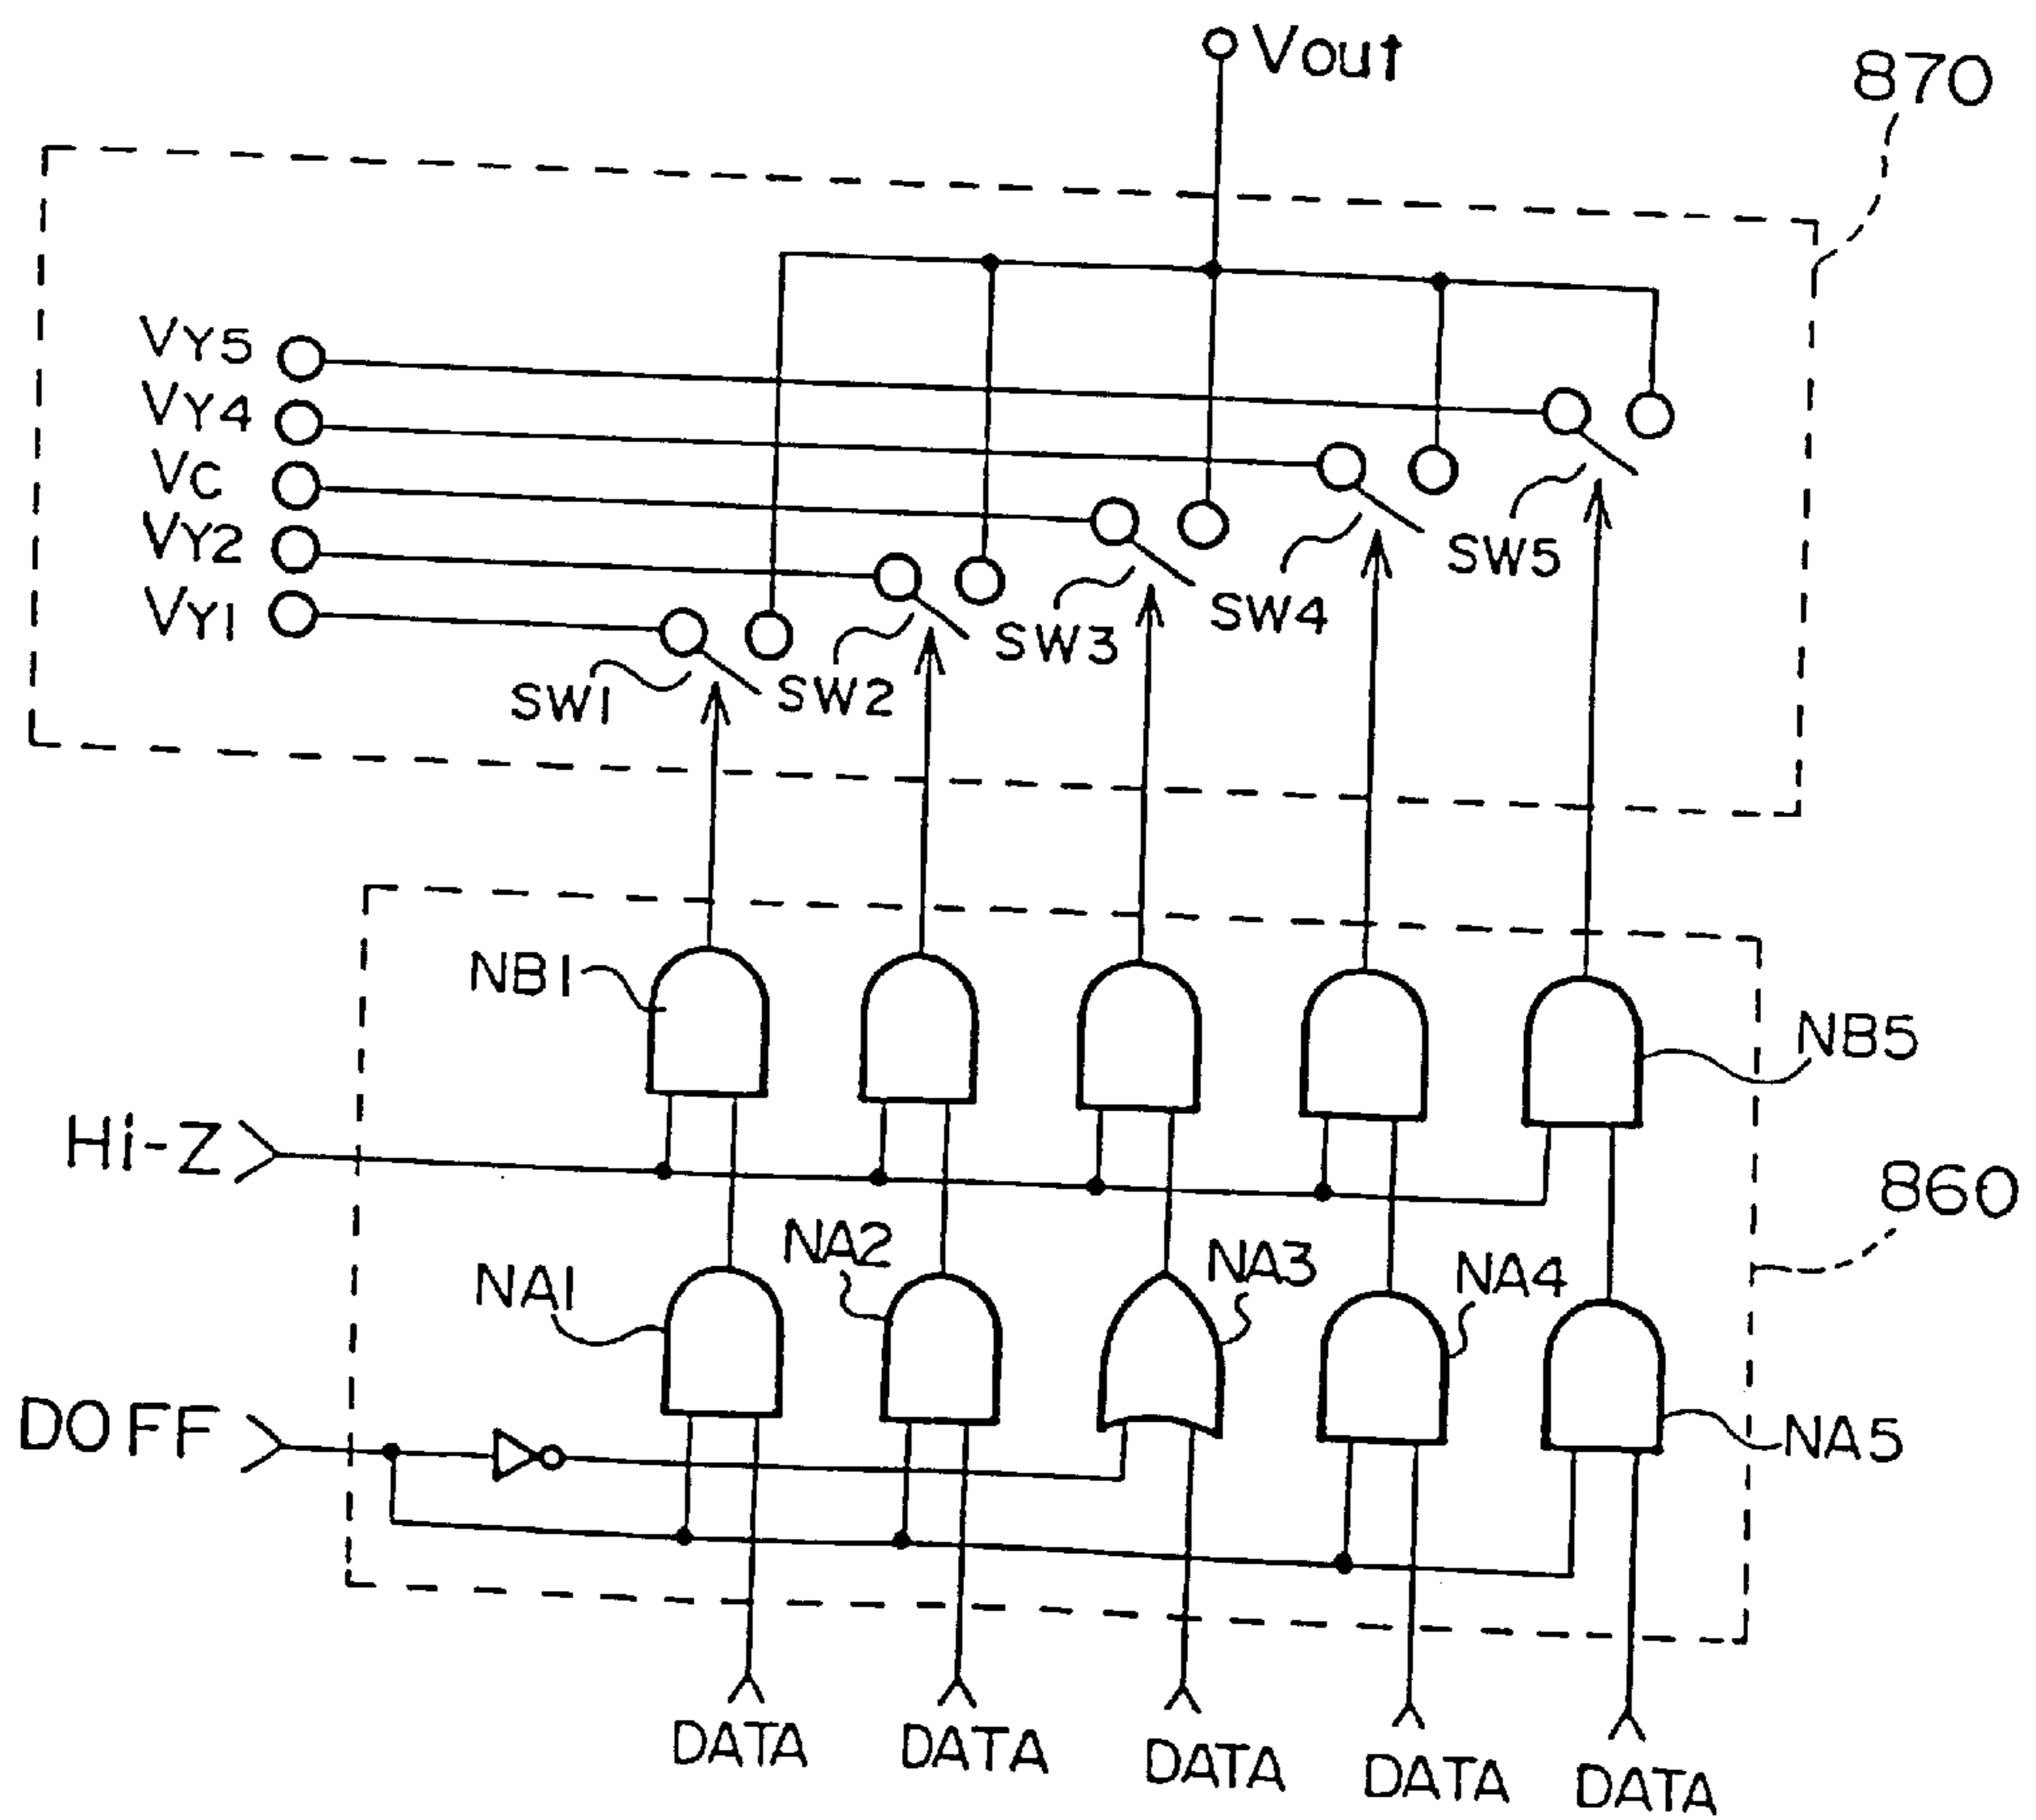 Vout
870
VY5
VY4
VC
VY2
VY1
SW5
SW4
SW3
SW2
SW1
NB1
NB5
Hi-Z
860
NA2
NA3
NA4
NA1
DOFF
NA5
DATA
DATA
DATA
DATA
DATA